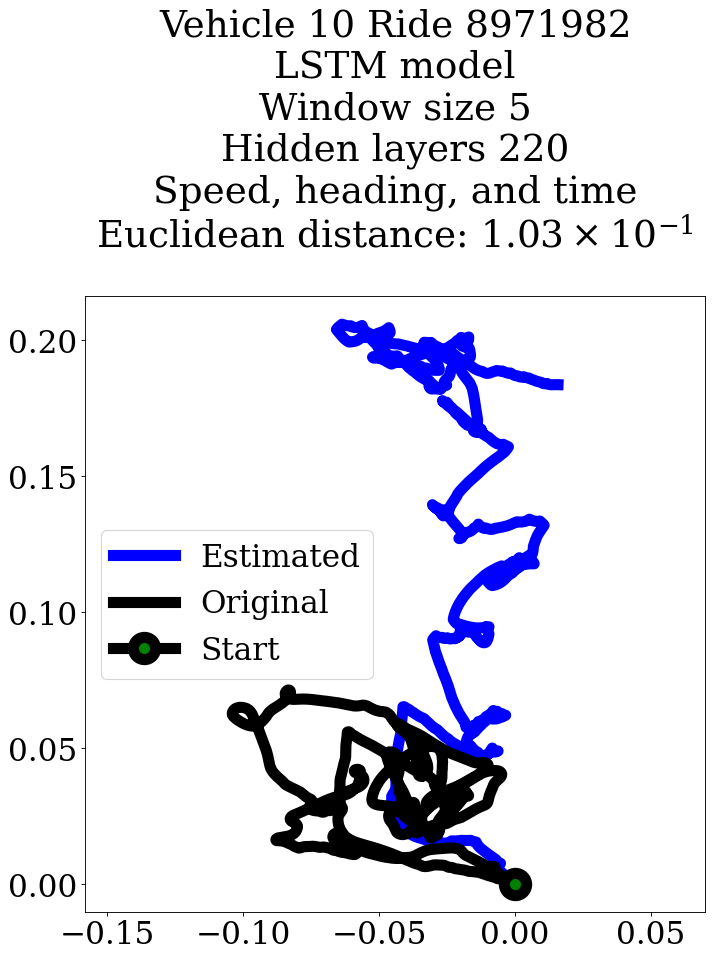 Vehicle 10 Ride 8971982
LSTM model
Window size 5
Hidden layers 220
Speed, heading, and time
Euclidean distance: 1.03 × 10⁻¹
0.20
0.15
0.10
0.05
0.00
Estimated
Original
Start
−0.15 −0.10 −0.05 0.00 0.05